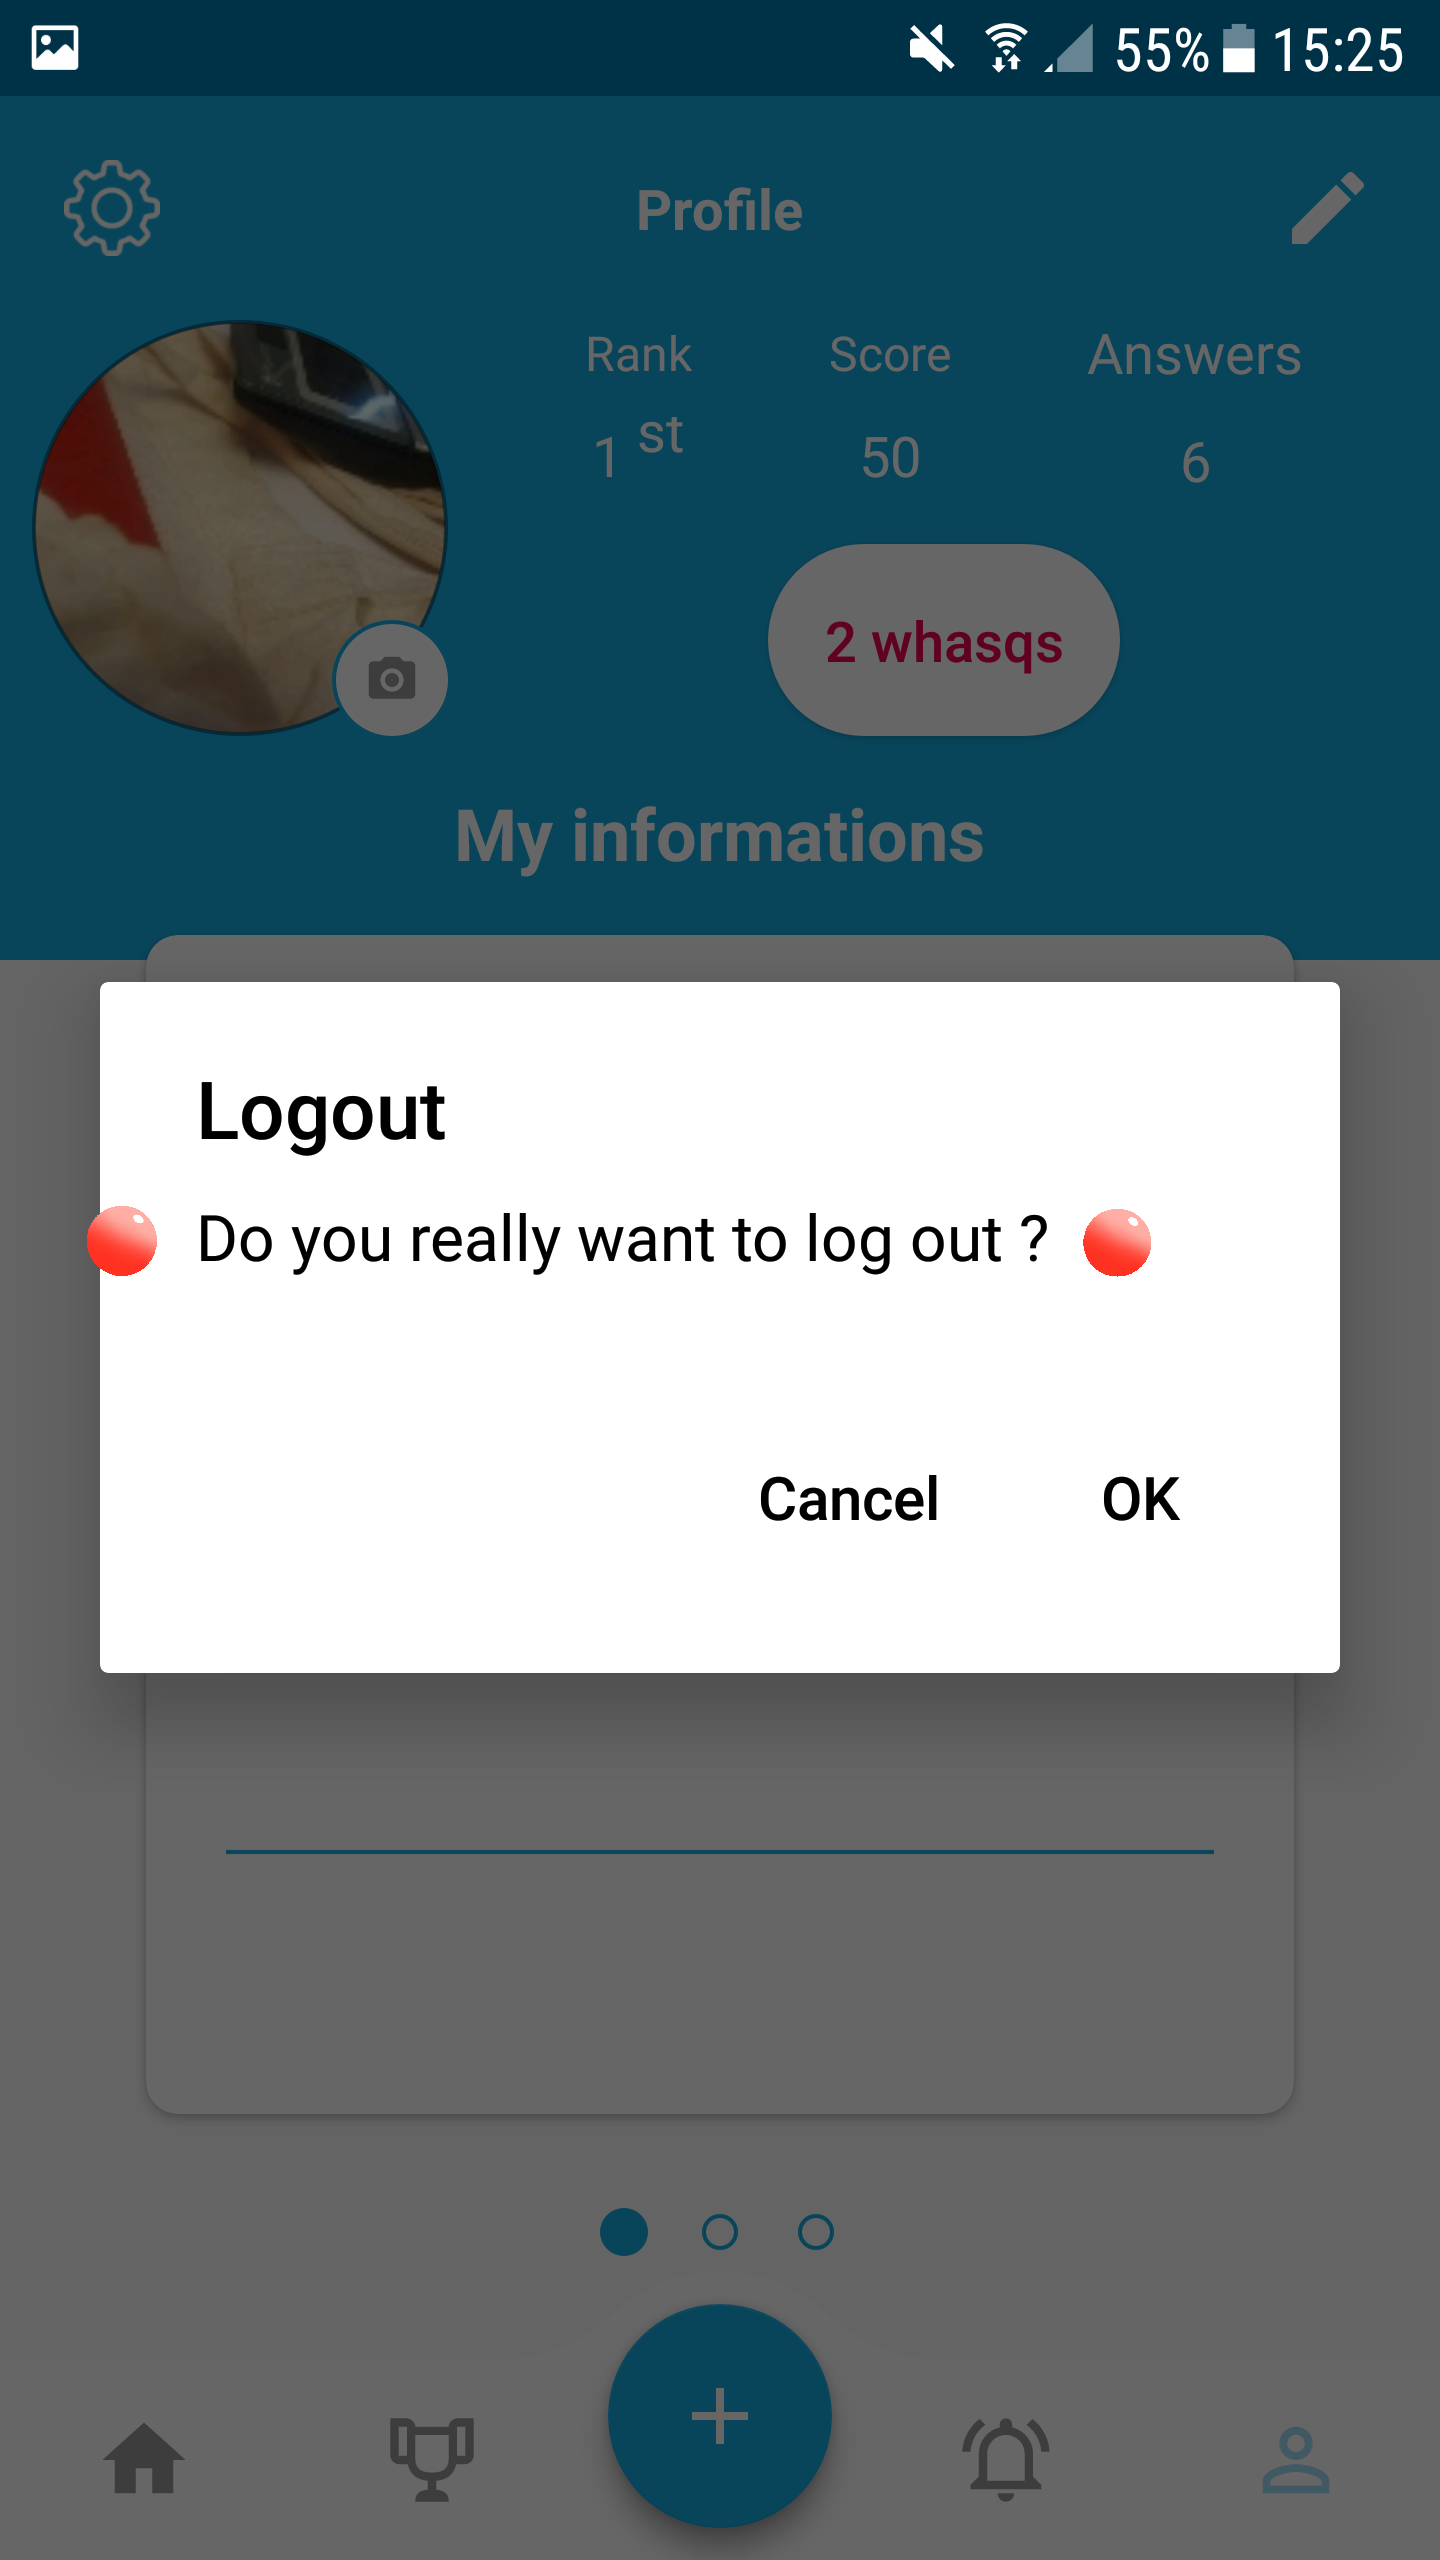 55% 15:25
Profile
Rank Score Answers
1 st 50 6
2 whasqs
My informations
Logout
Do you really want to log out ?
Cancel OK